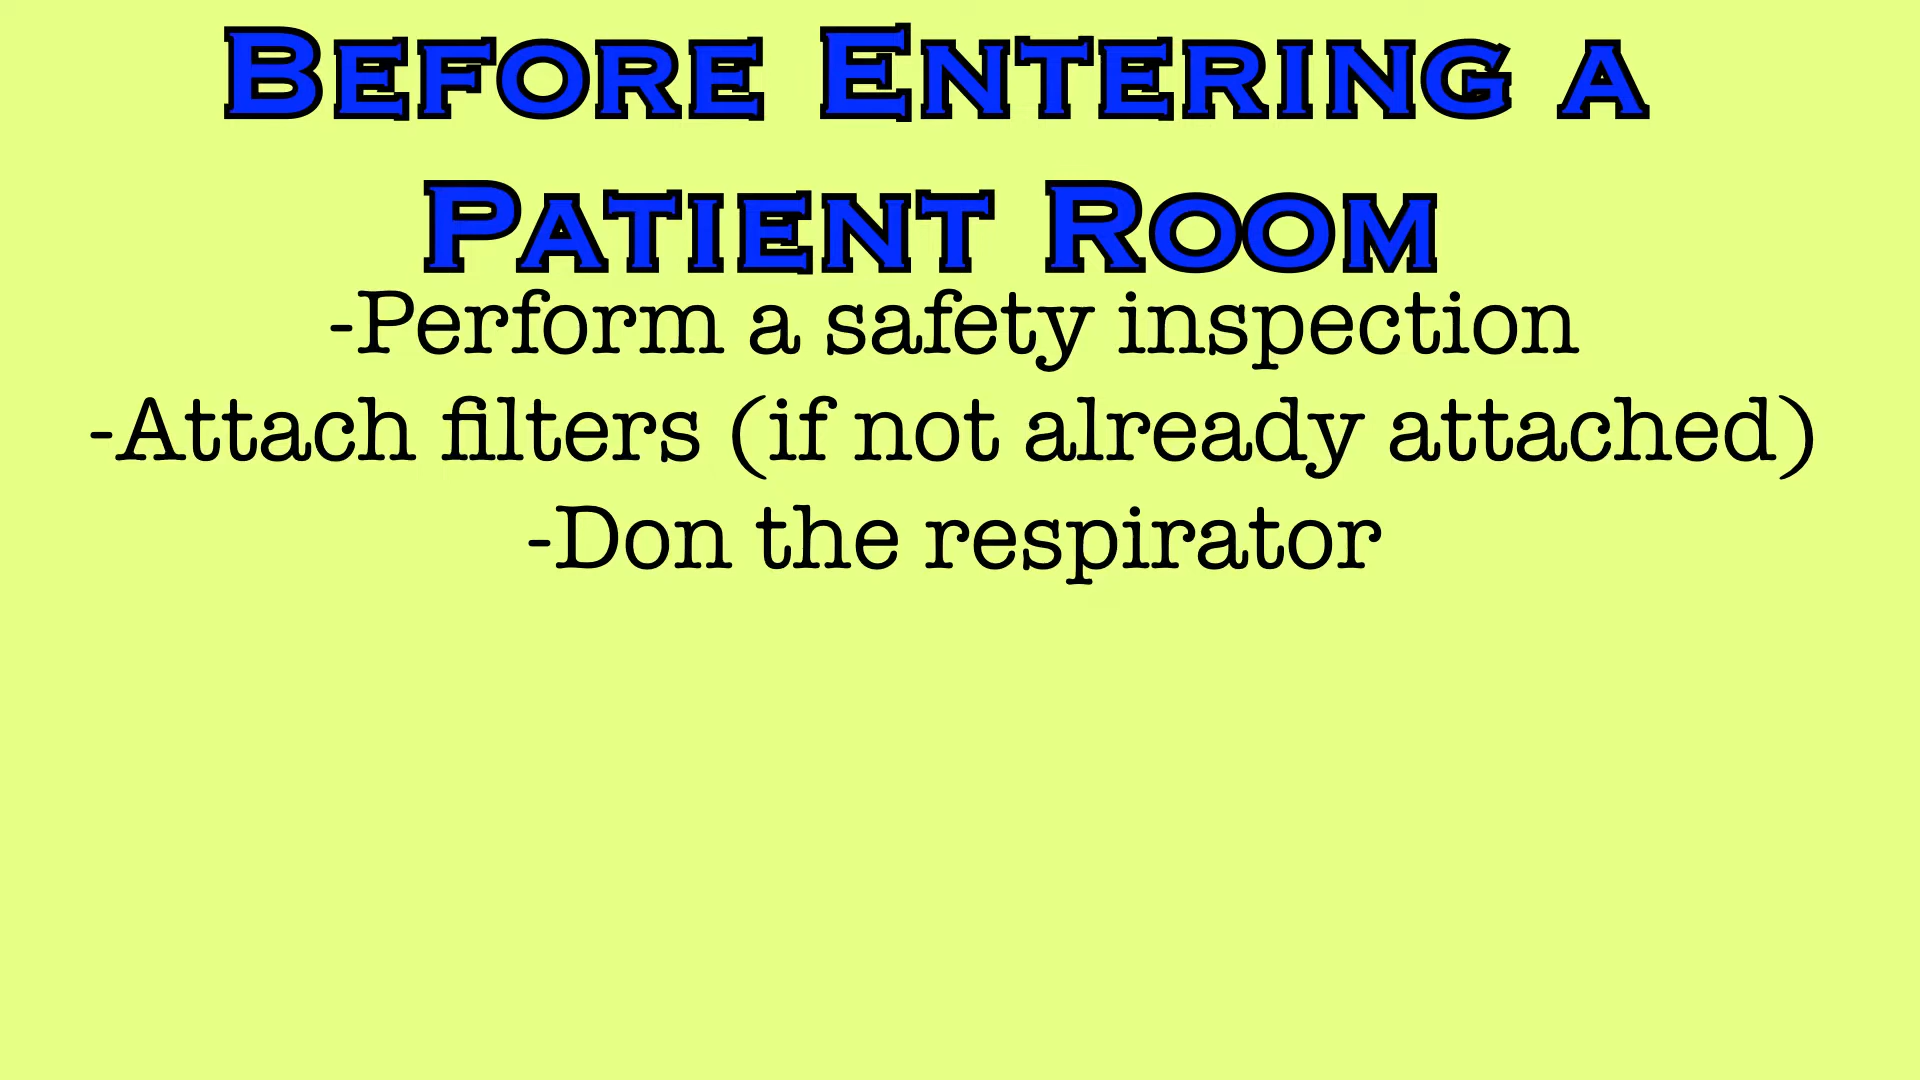 Before Entering a
Patient Room
-Perform a safety inspection
-Attach filters (if not already attached)
-Don the respirator